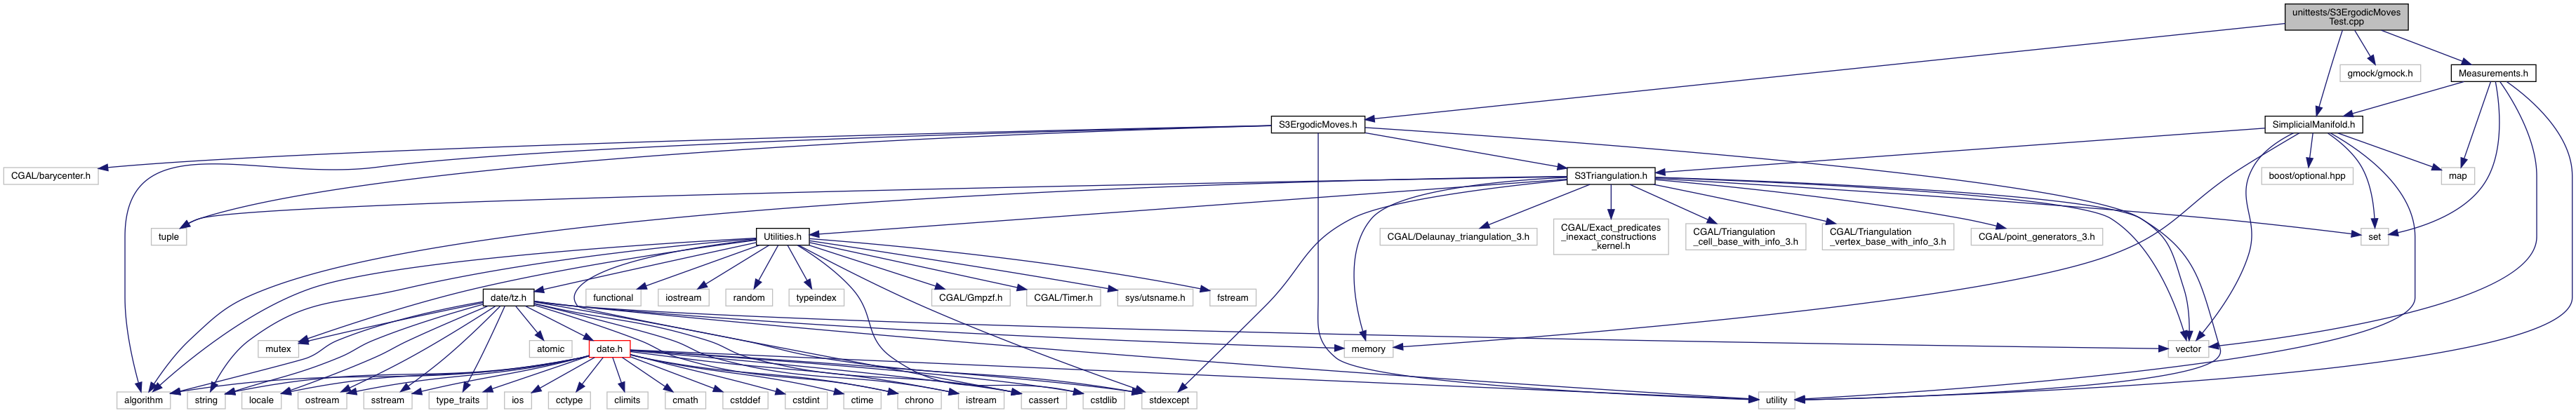 unittests/S3ErgodicMoves
Test.cpp
gmock/gmock.h
Measurements.h
S3ErgodicMoves.h
SimplicialManifold.h
CGAL/barycenter.h
S3Triangulation.h
boost/optional.hpp
map
tuple
Utilities.h
CGAL/Delaunay_triangulation_3.h
CGAL/Exact_predicates
_inexact_constructions
_kernel.h
CGAL/Triangulation
_cell_base_with_info_3.h
CGAL/Triangulation
_vertex_base_with_info_3.h
CGAL/point_generators_3.h
set
date/tz.h
functional
iostream
random
typeindex
CGAL/Gmpzf.h
CGAL/Timer.h
sys/utsname.h
fstream
mutex
atomic
date.h
memory
vector
algorithm
string
locale
ostream
sstream
type_traits
ios
cctype
climits
cmath
cstddef
cstdint
ctime
chrono
istream
cassert
cstdlib
stdexcept
utility